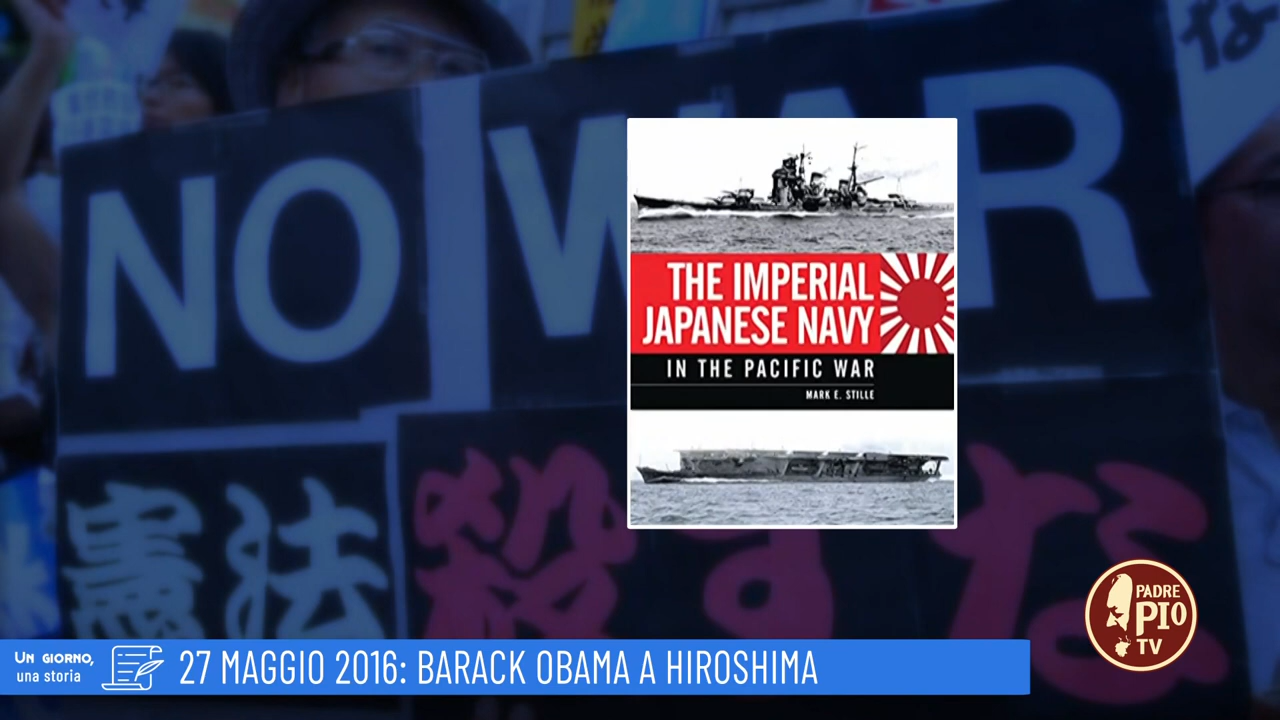 NO WAR
憲法
殺すな
な
THE IMPERIAL
JAPANESE NAVY
IN THE PACIFIC WAR
MARK E. STILLE
PADRE
PIO
TV
UN GIORNO,
una storia
27 MAGGIO 2016: BARACK OBAMA A HIROSHIMA